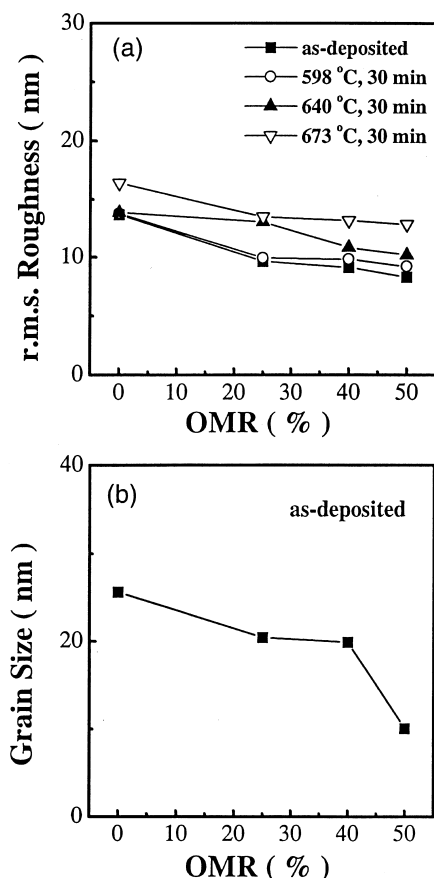 30
(a)
as-deposited
598 °C, 30 min
640 °C, 30 min
673 °C, 30 min
20
10
0
r.m.s. Roughness ( nm )
0 10 20 30 40 50
OMR ( % )
40
(b)
as-deposited
20
0
Grain Size ( nm )
0 10 20 30 40 50
OMR ( % )